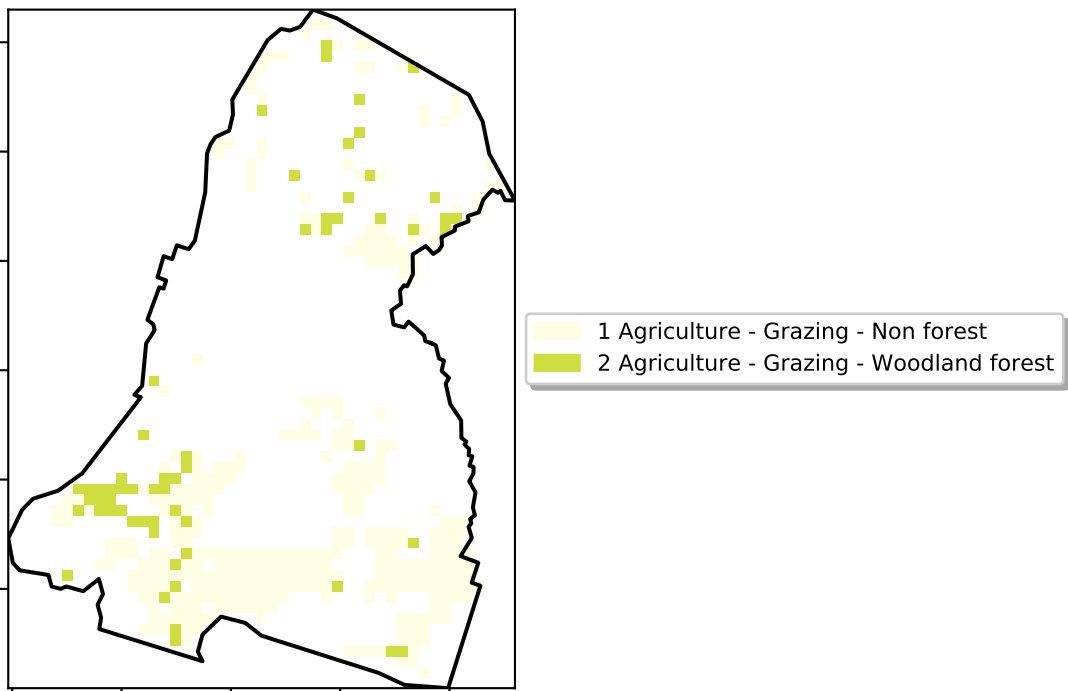 1 Agriculture - Grazing - Non forest
2 Agriculture - Grazing - Woodland forest